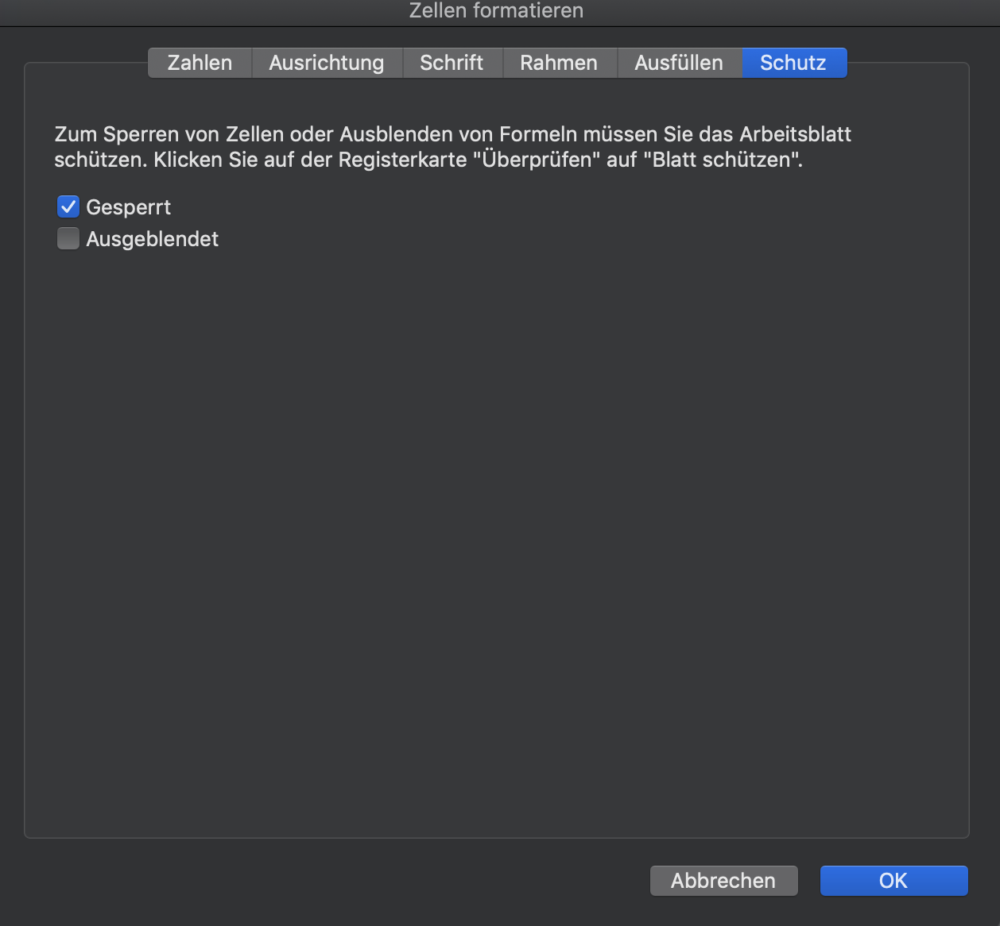 Zellen formatieren
Zahlen Ausrichtung Schrift Rahmen Ausfüllen Schutz
Zum Sperren von Zellen oder Ausblenden von Formeln müssen Sie das Arbeitsblatt
schützen. Klicken Sie auf der Registerkarte "Überprüfen" auf "Blatt schützen".
Gesperrt
Ausgeblendet
Abbrechen OK